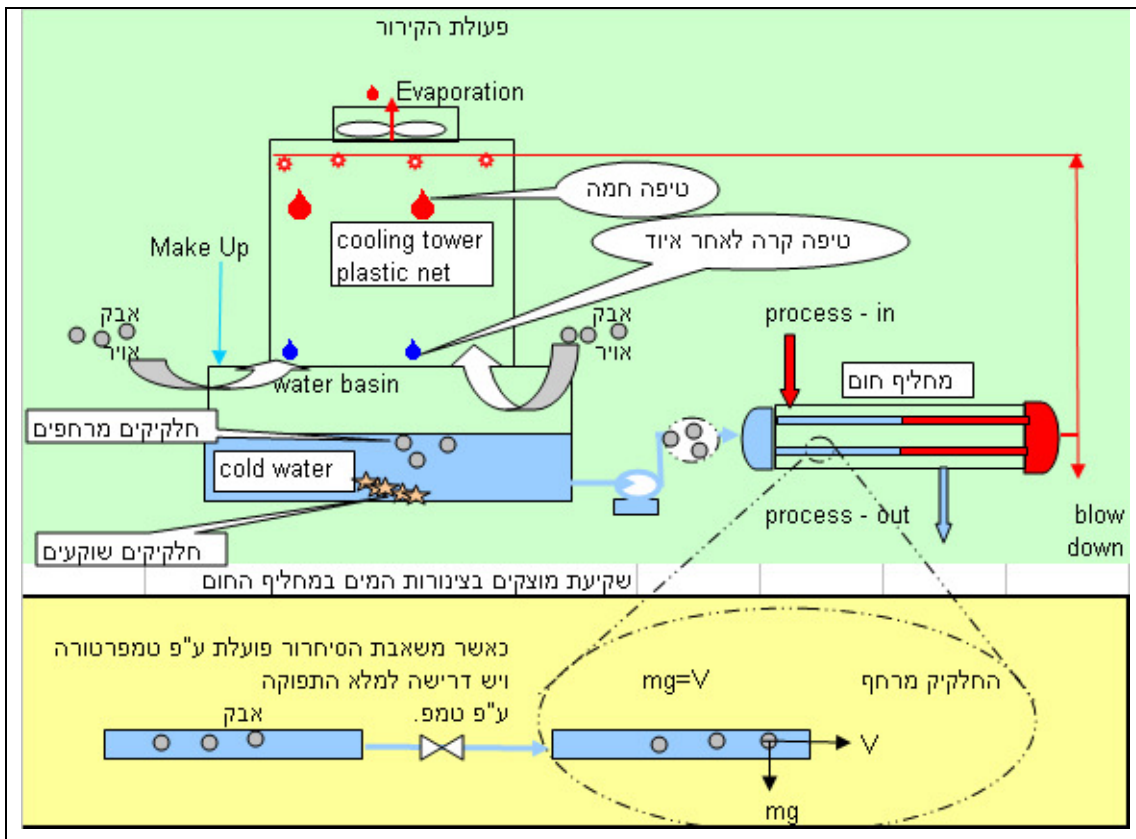 פעולת הקירור
Evaporation
טיפה חמה
cooling tower
plastic net
טיפה קרה לאחר איוד
Make Up
אבק
אויר
אבק
אויר
process - in
water basin
מחליף חום
חלקיקים מרחפים
cold water
process - out
blow
down
חלקיקים שוקעים
שקיעת מוצקים בצינורות המים במחליף החום
כאשר משאבת הסיחרור פועלת ע"פ טמפרטורה
ויש דרישה למלא התפוקה
ע"פ טמפ.
אבק
mg=V
החלקיק מרחף
V
mg